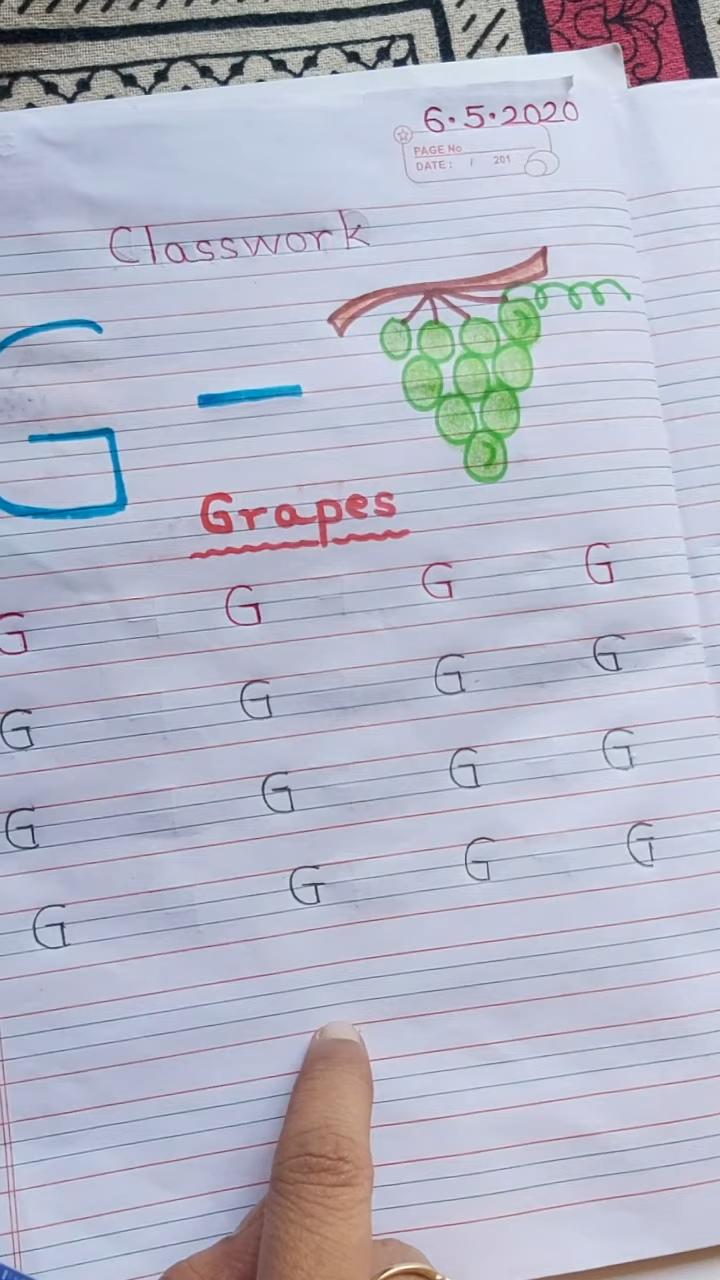 6.5.2020
PAGE No
DATE: / 201
Classwork
G -
Grapes
G G G G
G G G G
G G G G
G G G G